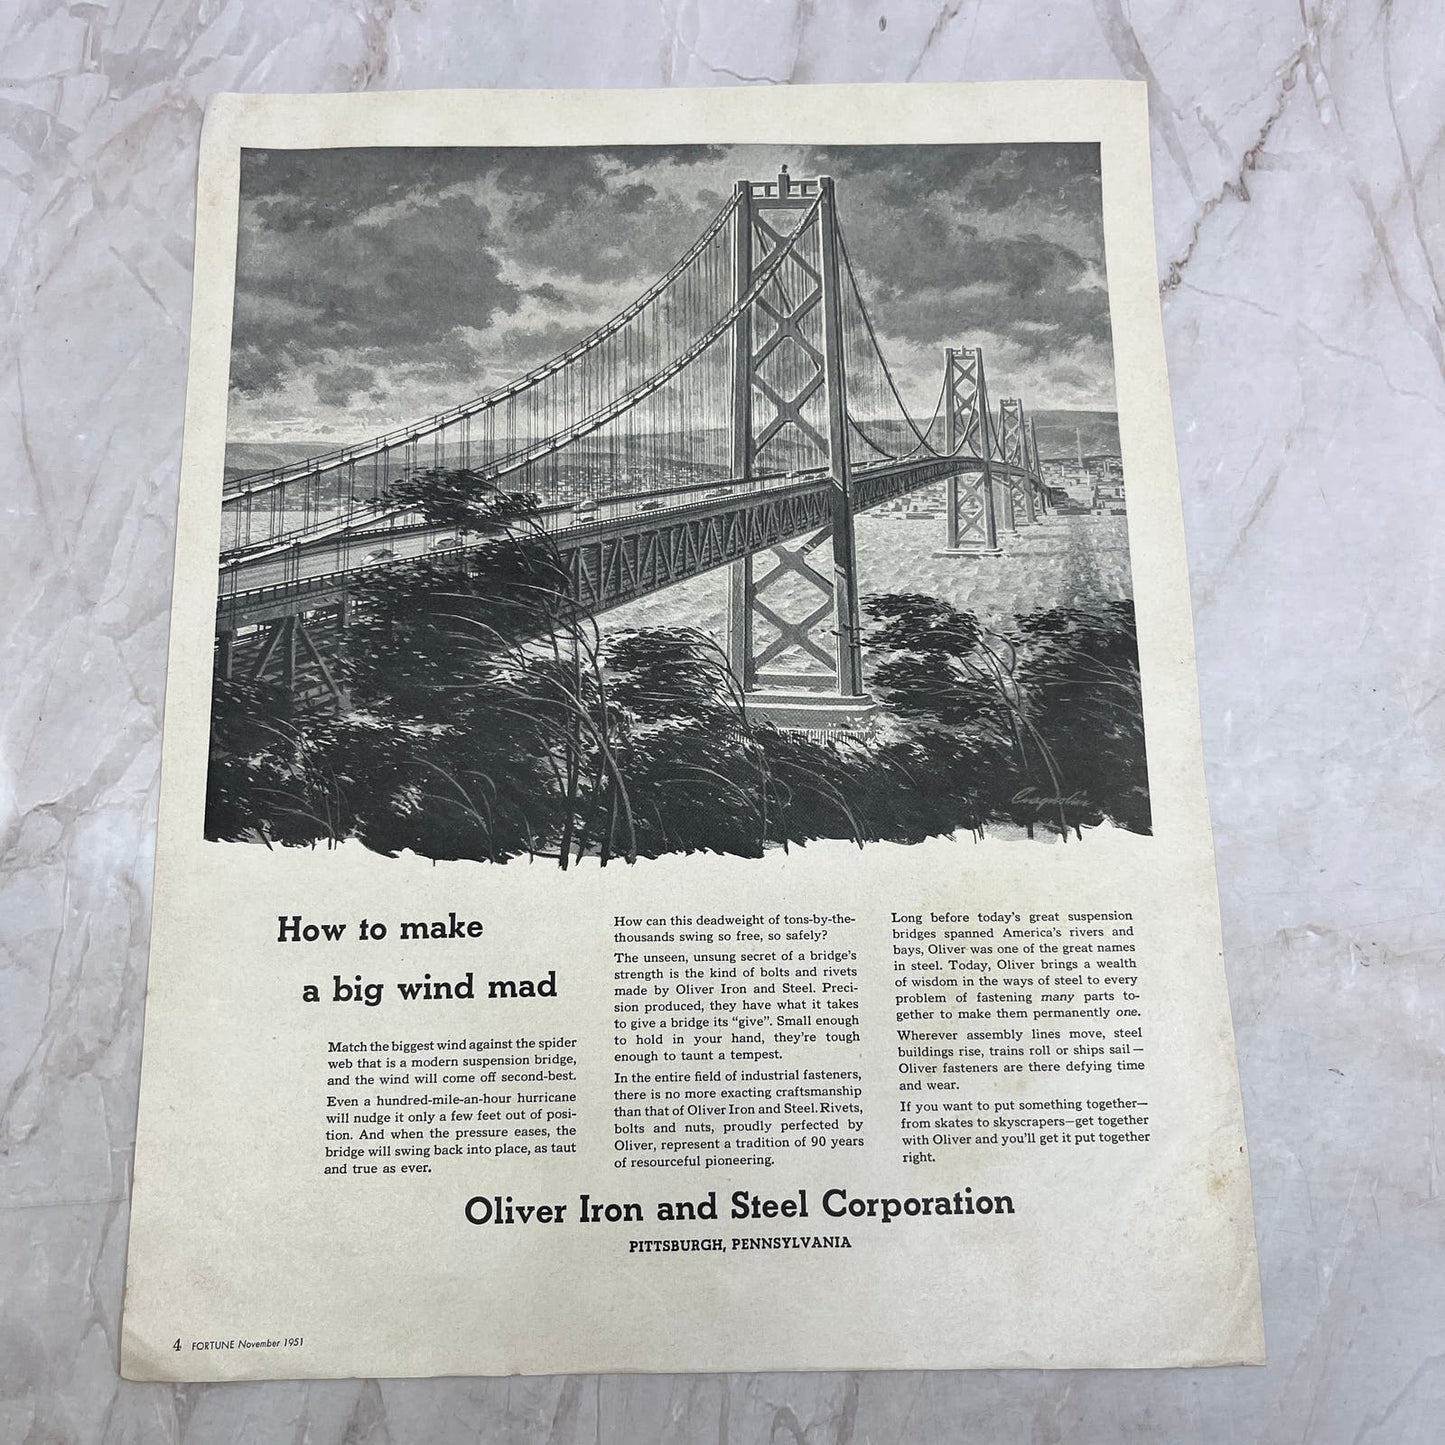 How to make
a big wind mad
Match the biggest wind against the spider
web that is a modern suspension bridge,
and the wind will come off second-best.
Even a hundred-mile-an-hour hurricane
will nudge it only a few feet out of posi-
tion. And when the pressure eases, the
bridge will swing back into place, as taut
and true as ever.
How can this deadweight of tons-by-the-
thousands swing so free, so safely?
The unseen, unsung secret of a bridge's
strength is the kind of bolts and rivets
made by Oliver Iron and Steel. Preci-
sion produced, they have what it takes
to give a bridge its "give". Small enough
to hold in your hand, they're tough
enough to taunt a tempest.
In the entire field of industrial fasteners,
there is no more exacting craftsmanship
than that of Oliver Iron and Steel. Rivets,
bolts and nuts, proudly perfected by
Oliver, represent a tradition of 90 years
of resourceful pioneering.
Long before today's great suspension
bridges spanned America's rivers and
bays, Oliver was one of the great names
in steel. Today, Oliver brings a wealth
of wisdom in the ways of steel to every
problem of fastening many parts to-
gether to make them permanently one.
Wherever assembly lines move, steel
buildings rise, trains roll or ships sail—
Oliver fasteners are there defying time
and wear.
If you want to put something together—
from skates to skyscrapers—get together
with Oliver and you'll get it put together
right.
Oliver Iron and Steel Corporation
PITTSBURGH, PENNSYLVANIA
4 FORTUNE November 1951